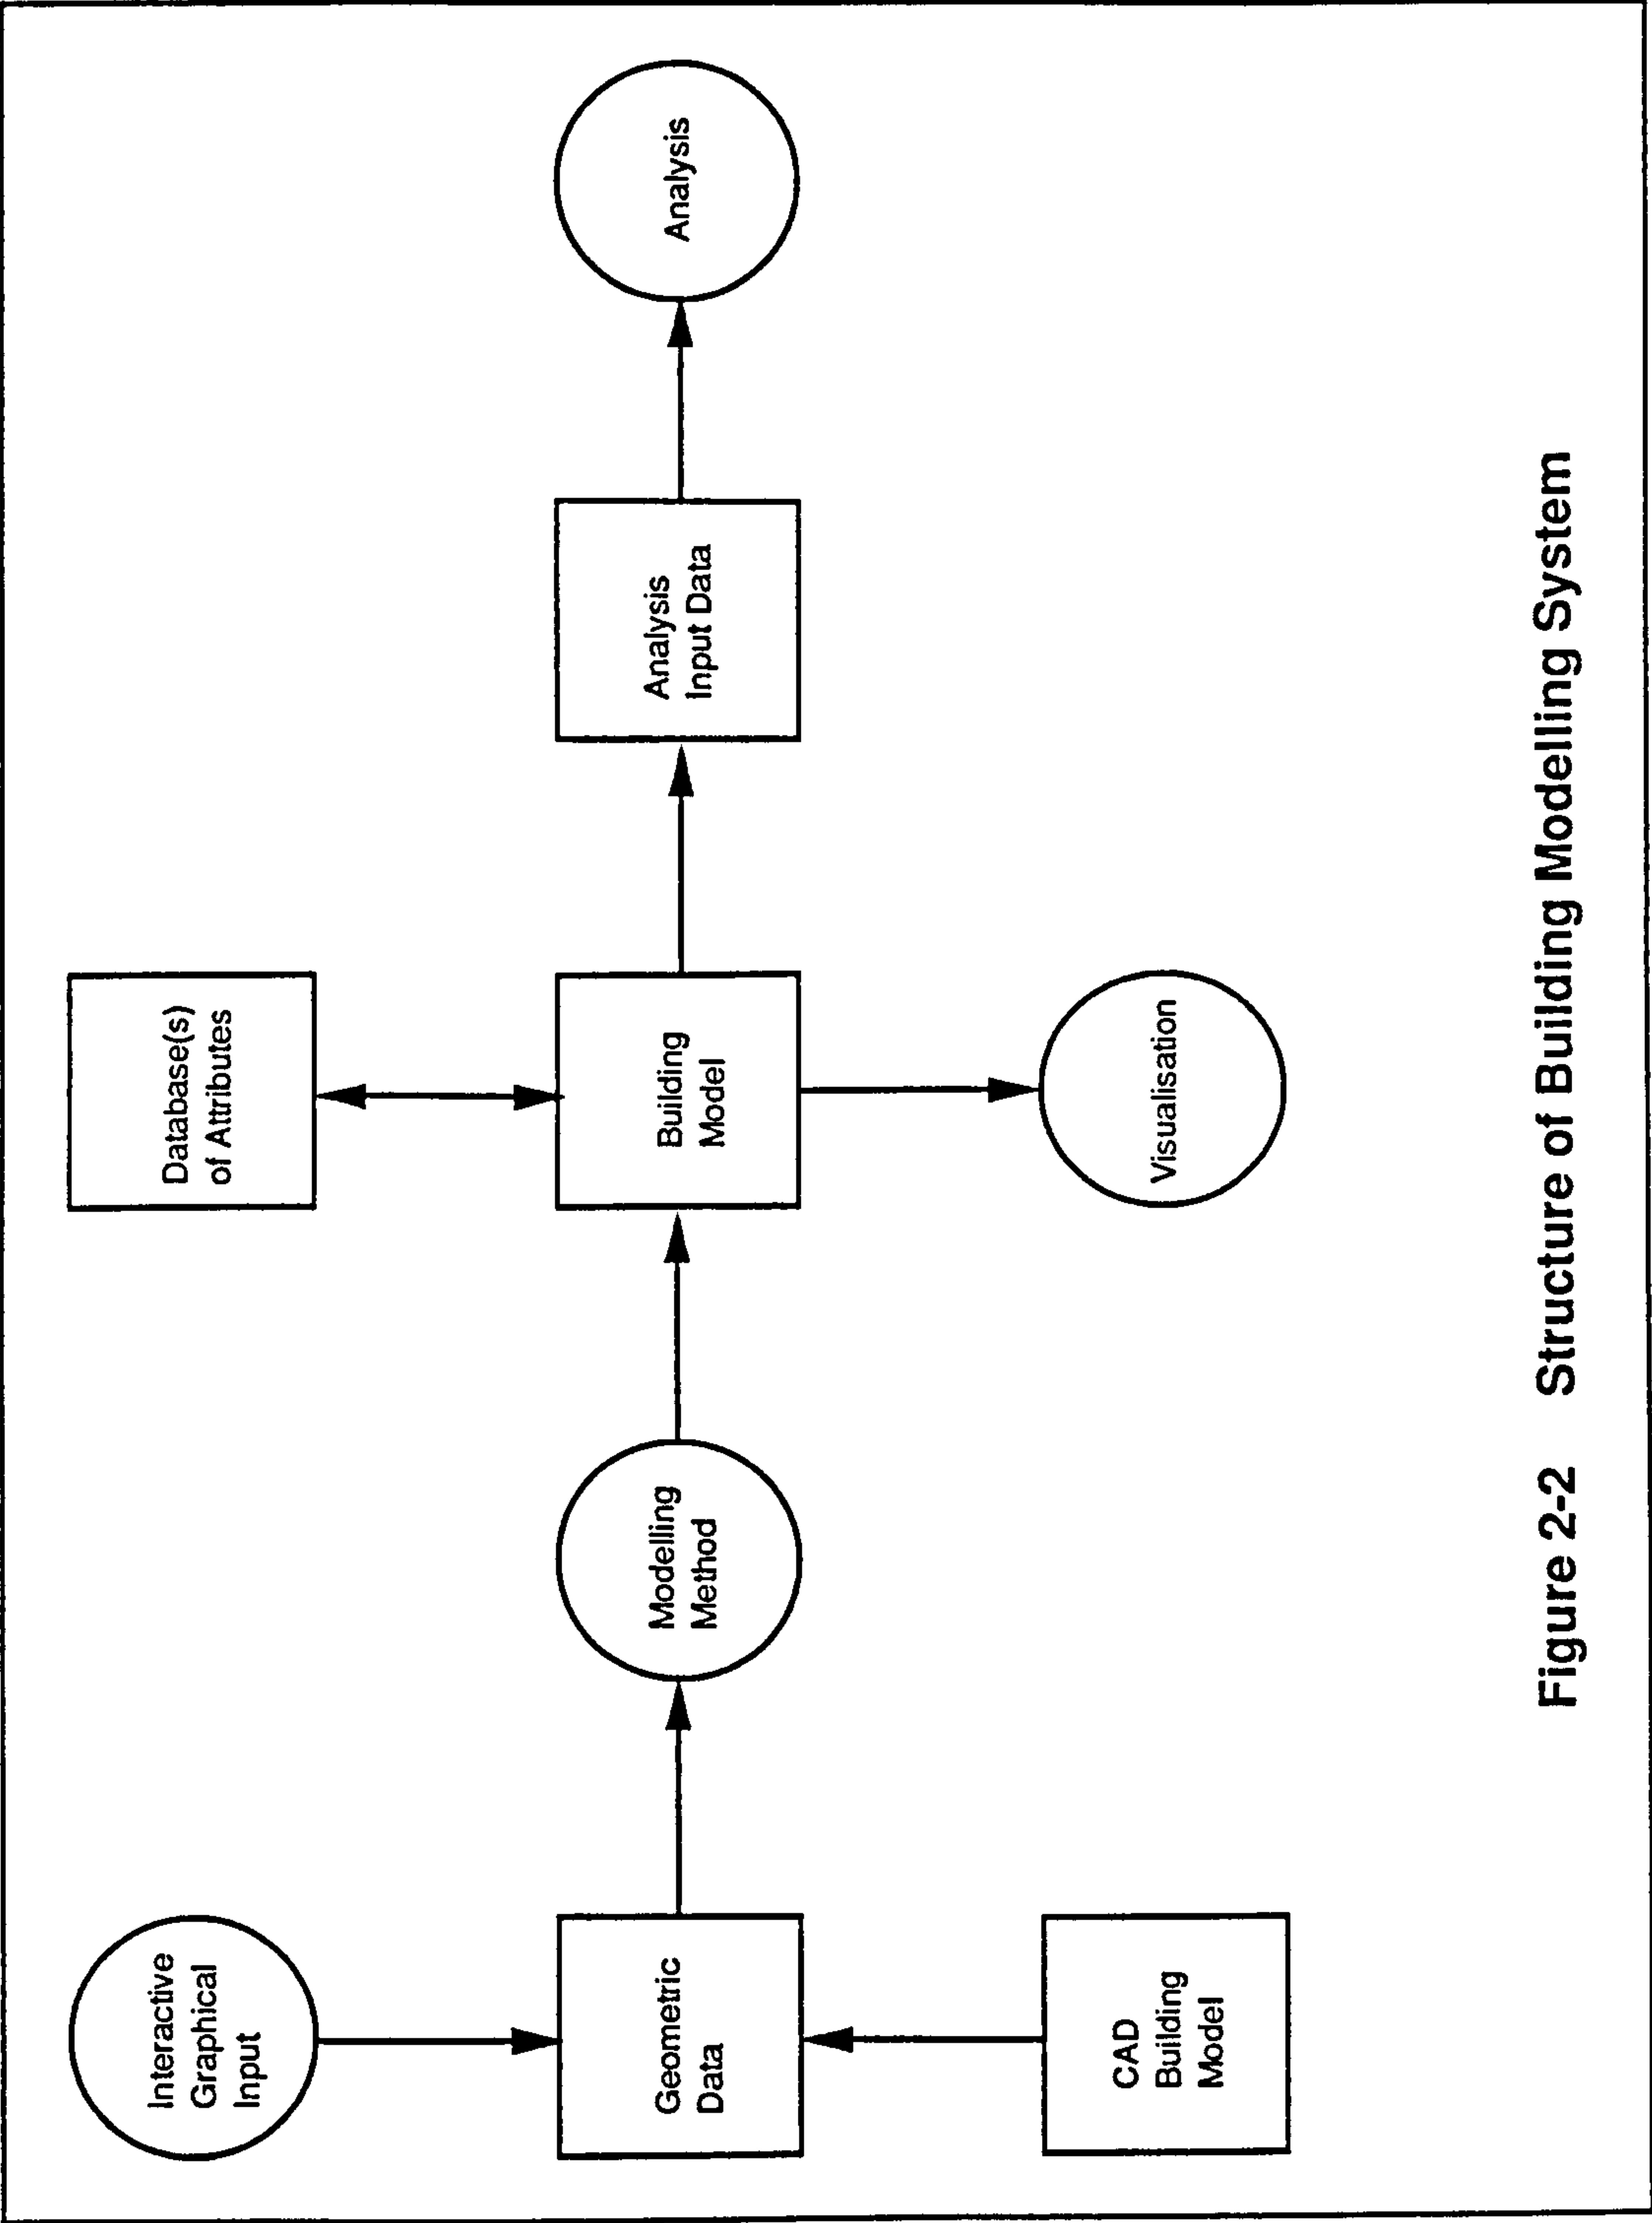 Interactive
Graphical
Input
Geometric
Data
CAD
Building
Model
Modelling
Method
Database(s)
of Attributes
Building
Model
Visualisation
Analysis
Input Data
Analysis
Figure 2-2 Structure of Building Modelling System